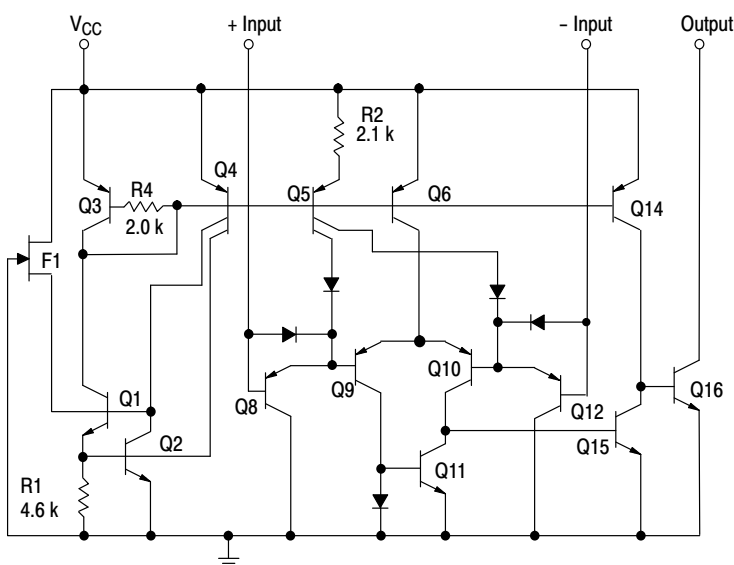 VCC
+ Input
– Input
Output
R2
2.1 k
Q4
Q3
R4
2.0 k
Q5
Q6
Q14
F1
Q1
Q2
Q8
Q9
Q10
Q12
Q16
Q15
Q11
R1
4.6 k